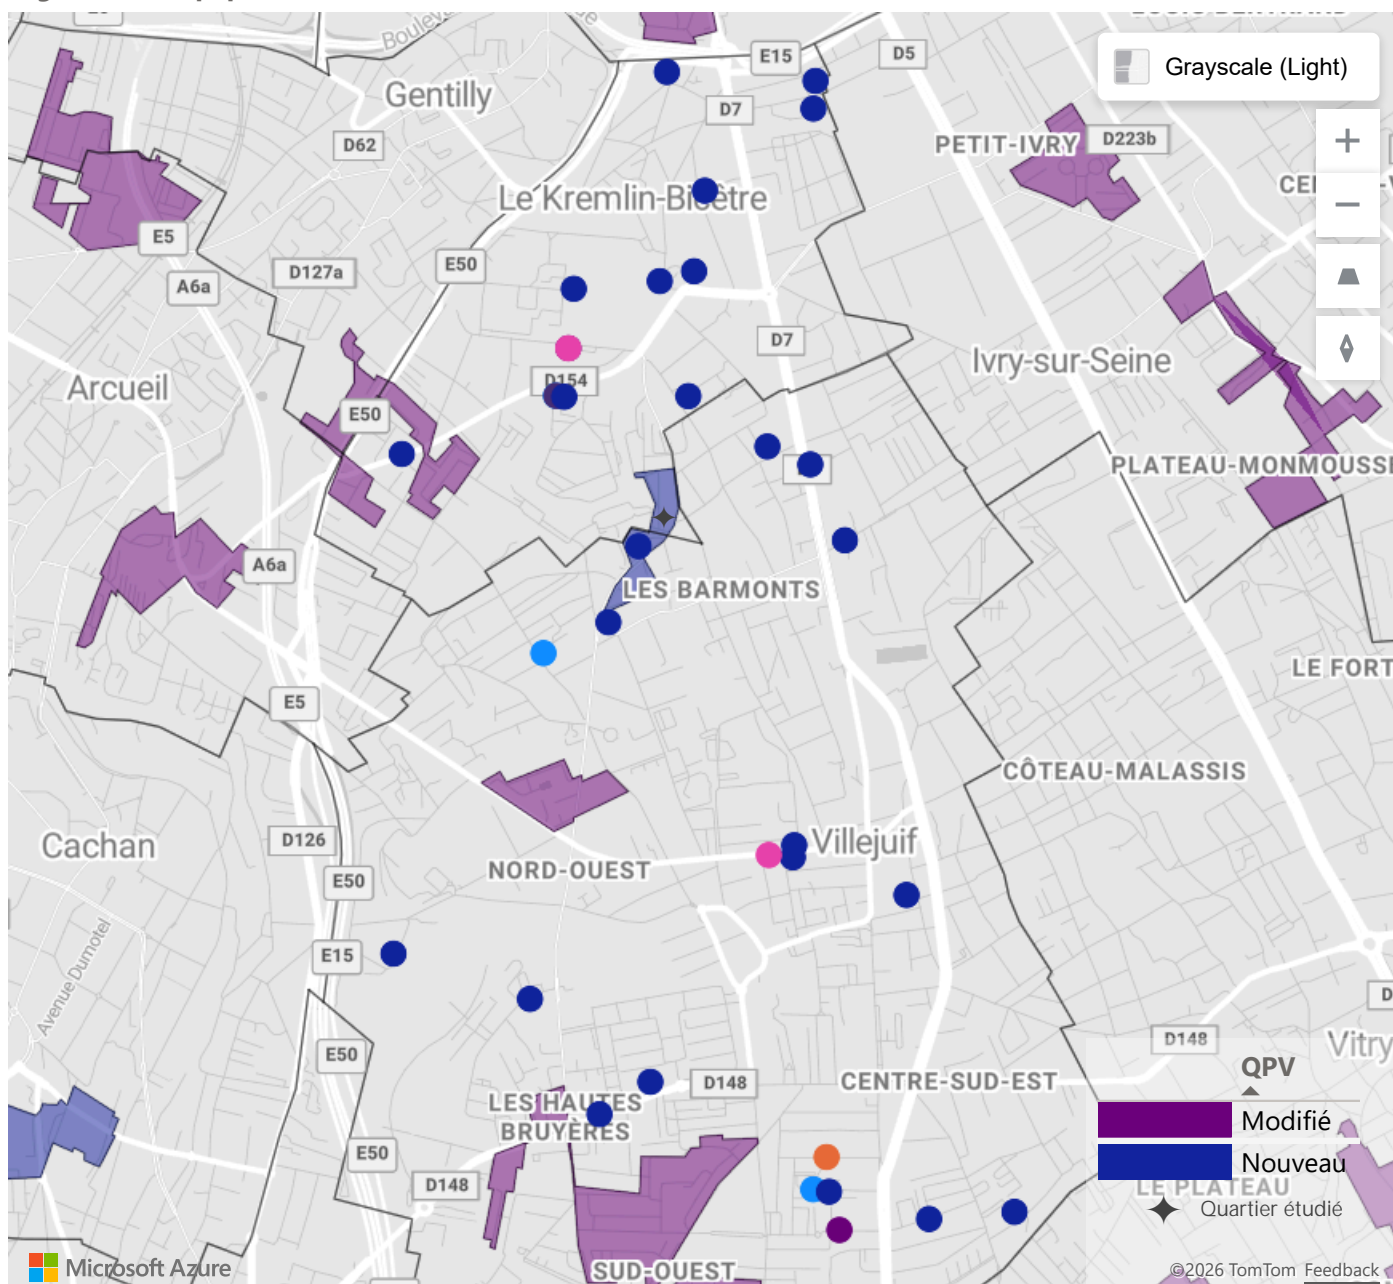 Gentilly
E15
D5
Grayscale (Light)
D7
D62
PETIT-IVRY
D223b
Le Kremlin-Bicêtre
E5
E50
D127a
A6a
D7
Ivry-sur-Seine
Arcueil
D154
E50
PLATEAU-MONMOUSSE
A6a
LES BARMONTS
LE FORT
E5
CÔTEAU-MALASSIS
Cachan
D126
Villejuif
NORD-OUEST
E50
Avenue Dumotel
E15
D148
Vitry
E50
QPV
D148
CENTRE-SUD-EST
LES HAUTES
BRUYÈRES
Modifié
E50
Nouveau
D148
LE PLATEAU
Quartier étudié
SUD-OUEST
Microsoft Azure
©2026 TomTom Feedback